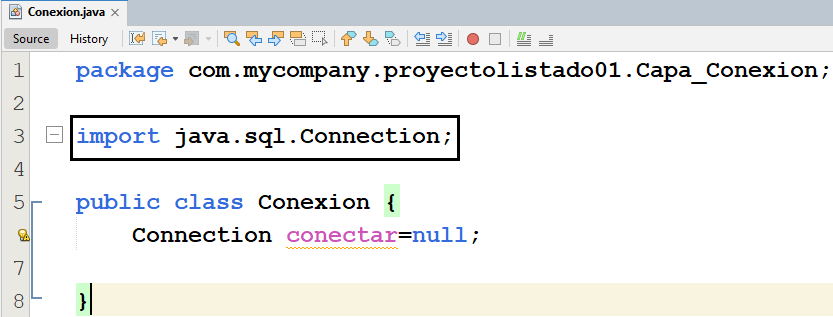 Conexion.java
Source History
1 package com.mycompany.proyectolistado01.Capa_Conexion;
2
3 import java.sql.Connection;
4
5 public class Conexion {
Connection conectar=null;
7
8 }